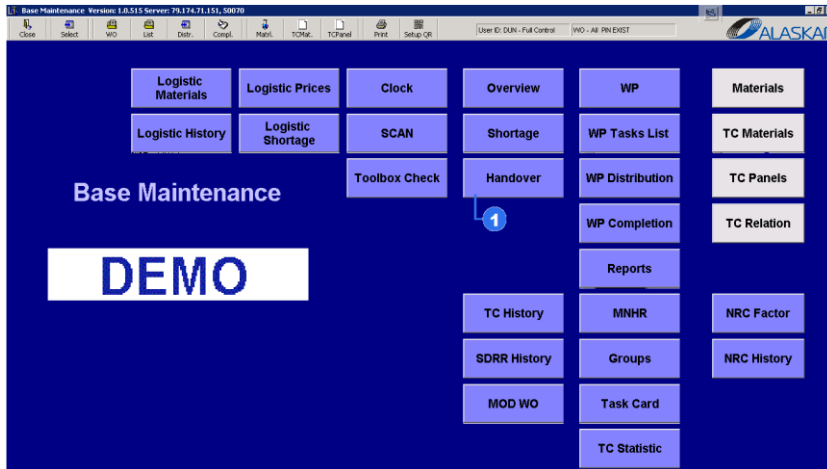 Base Maintenance Version: 1.0.515 Server: 79.174.71.151, 50070
Close Select WO List Distr. Compl. Matrl. TCMat. TCPanel Print Setup QR
User ID: DUN - Full Control WO - All PIN EXIST
ALASKAR
Logistic Materials
Logistic Prices
Clock
Overview
WP
Materials
Logistic History
Logistic Shortage
SCAN
Shortage
WP Tasks List
TC Materials
Toolbox Check
Handover
WP Distribution
TC Panels
Base Maintenance
1
WP Completion
TC Relation
DEMO
Reports
TC History
MNHR
NRC Factor
SDRR History
Groups
NRC History
MOD WO
Task Card
TC Statistic